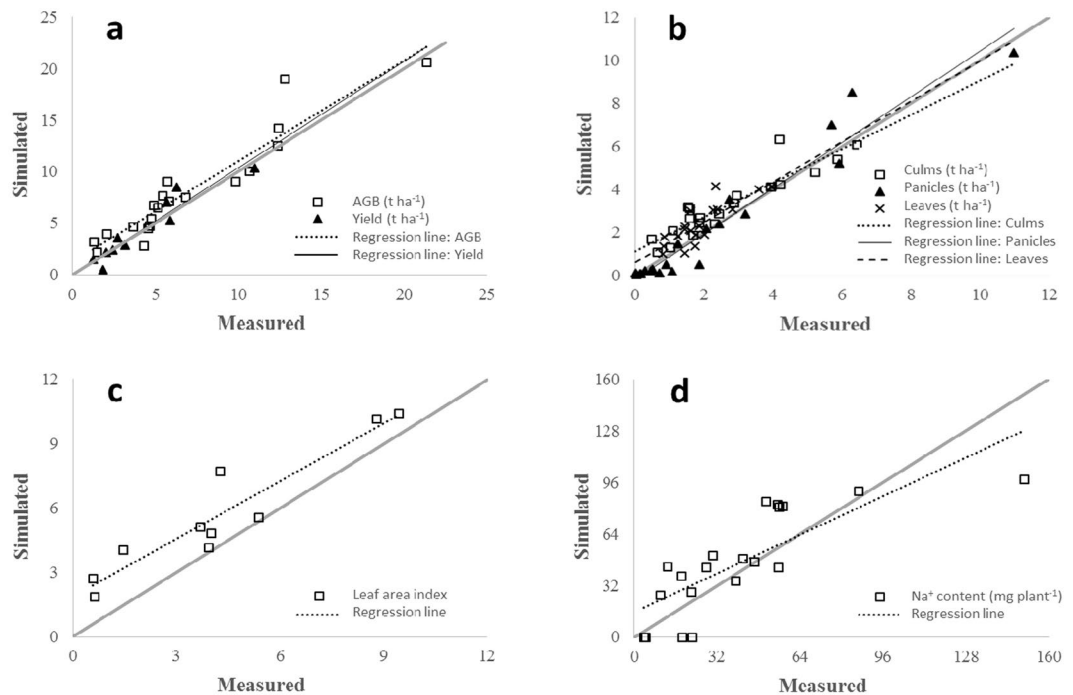 a
25
20
15
10
5
0
0 5 10 15 20 25
Simulated
Measured
AGB (t ha⁻¹)
Yield (t ha⁻¹)
Regression line: AGB
Regression line: Yield
b
12
10
8
6
4
2
0
0 2 4 6 8 10 12
Simulated
Measured
Culms (t ha⁻¹)
Panicles (t ha⁻¹)
Leaves (t ha⁻¹)
Regression line: Culms
Regression line: Panicles
Regression line: Leaves
c
12
9
6
3
0
0 3 6 9 12
Simulated
Measured
Leaf area index
Regression line
d
160
128
96
64
32
0
0 32 64 96 128 160
Simulated
Measured
Na⁺ content (mg plant⁻¹)
Regression line